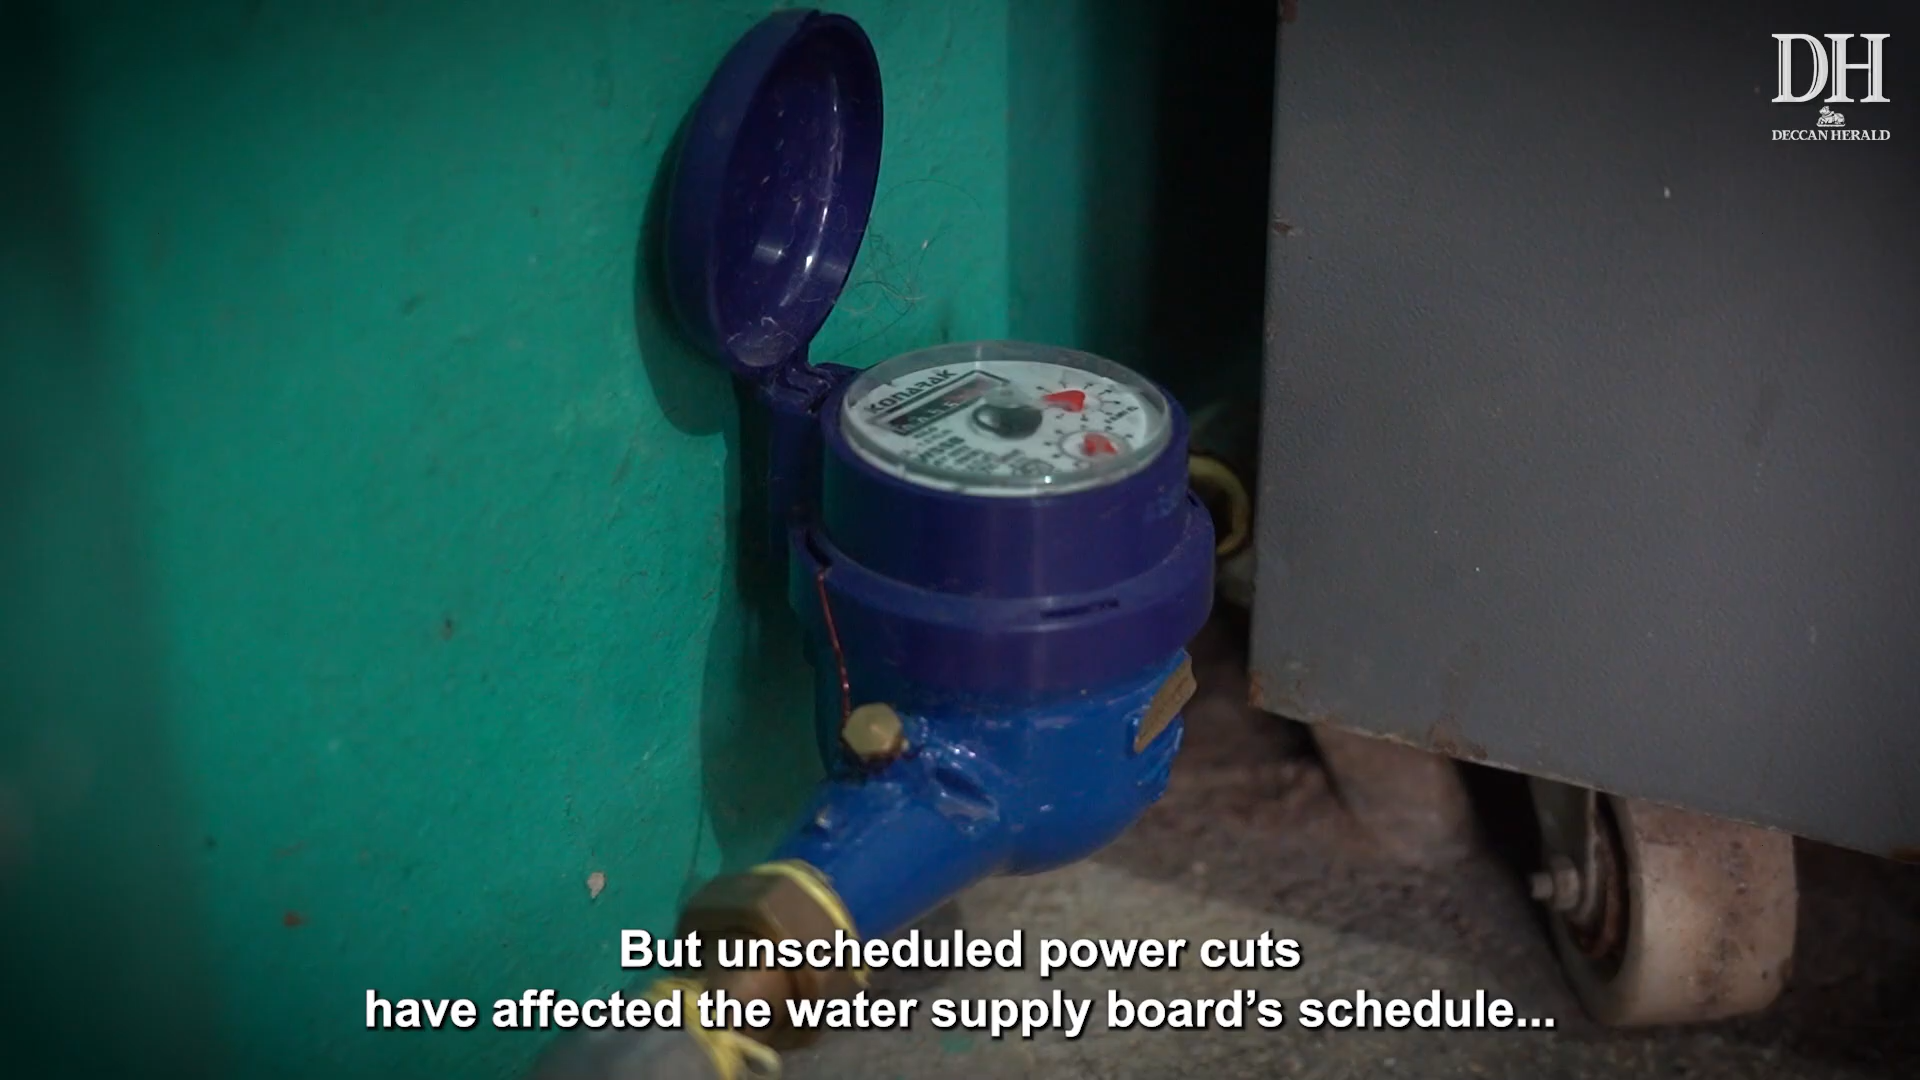 DH
DECCAN HERALD
KONARAK
But unscheduled power cuts
have affected the water supply board's schedule...